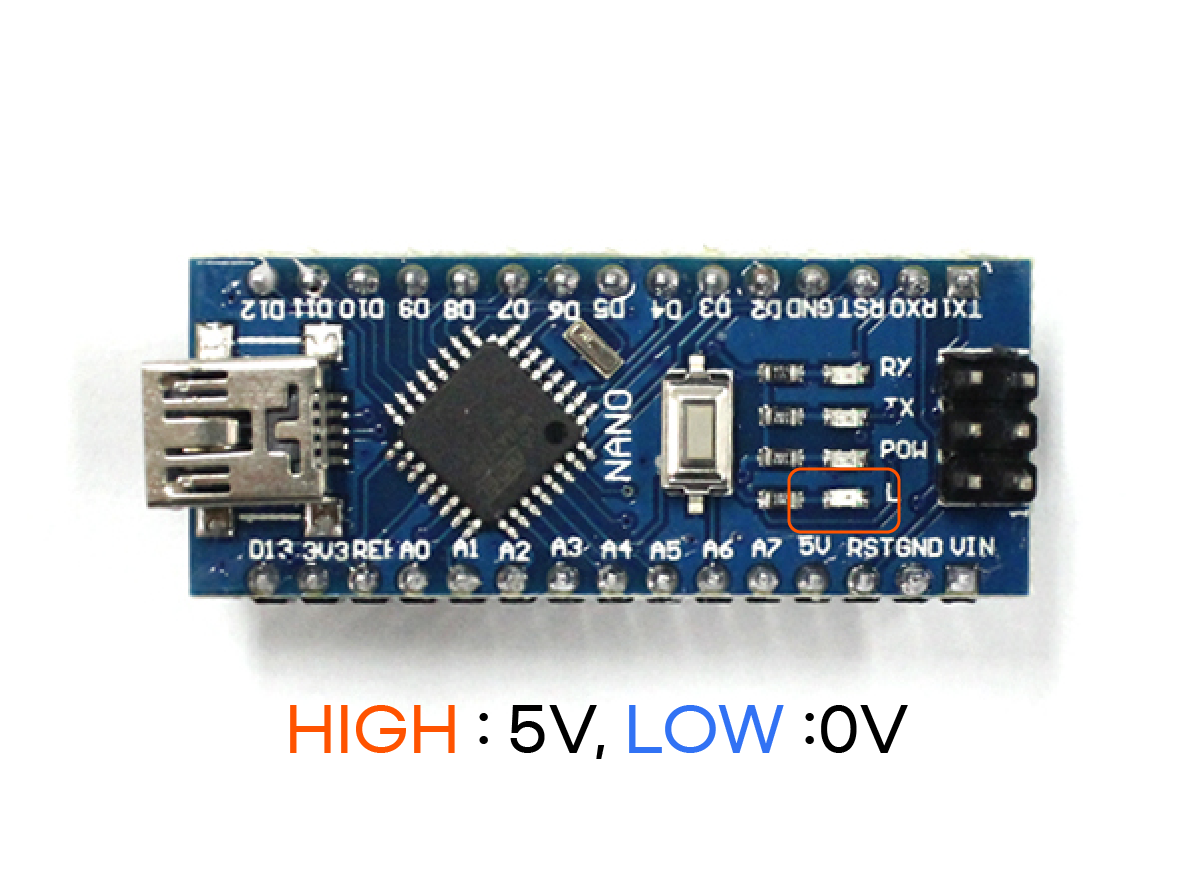 D12 D11 D10 D9 D8 D7 D6 D5 D4 D3 D2 GND RST RX0 TX1
RX
TX
POW
L
NANO
1
D13 3V3 REF A0 A1 A2 A3 A4 A5 A6 A7 5V RST GND VIN
HIGH : 5V, LOW :0V